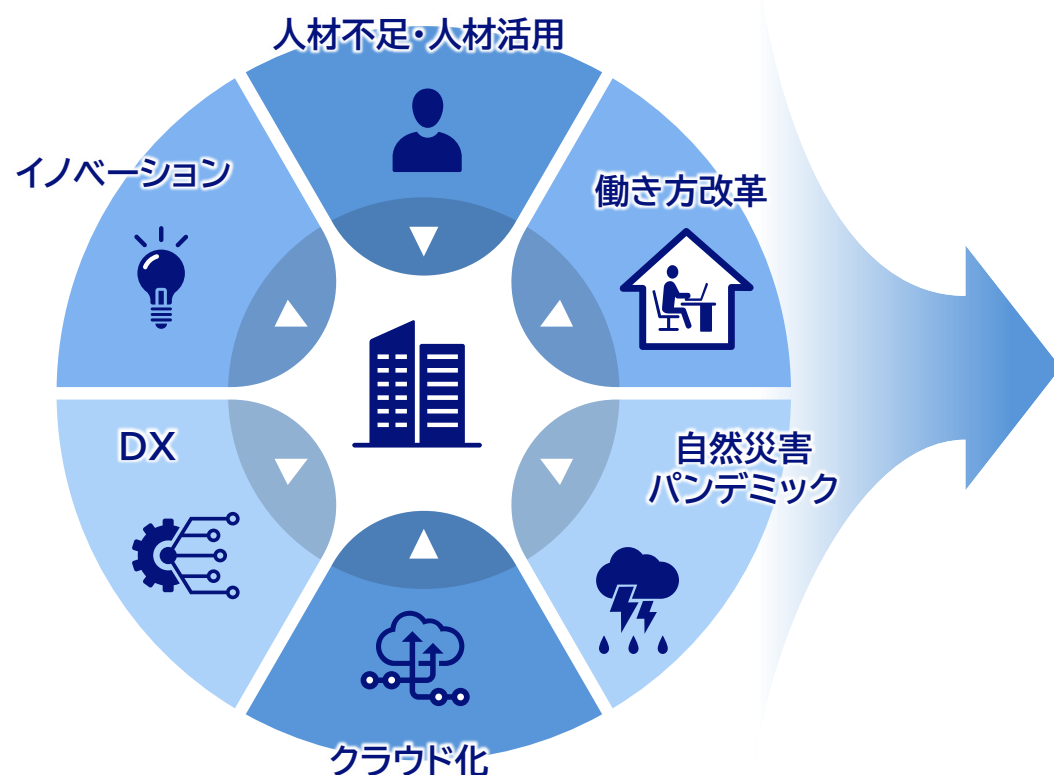 人材不足・人材活用
イノベーション
働き方改革
DX
自然災害
パンデミック
クラウド化